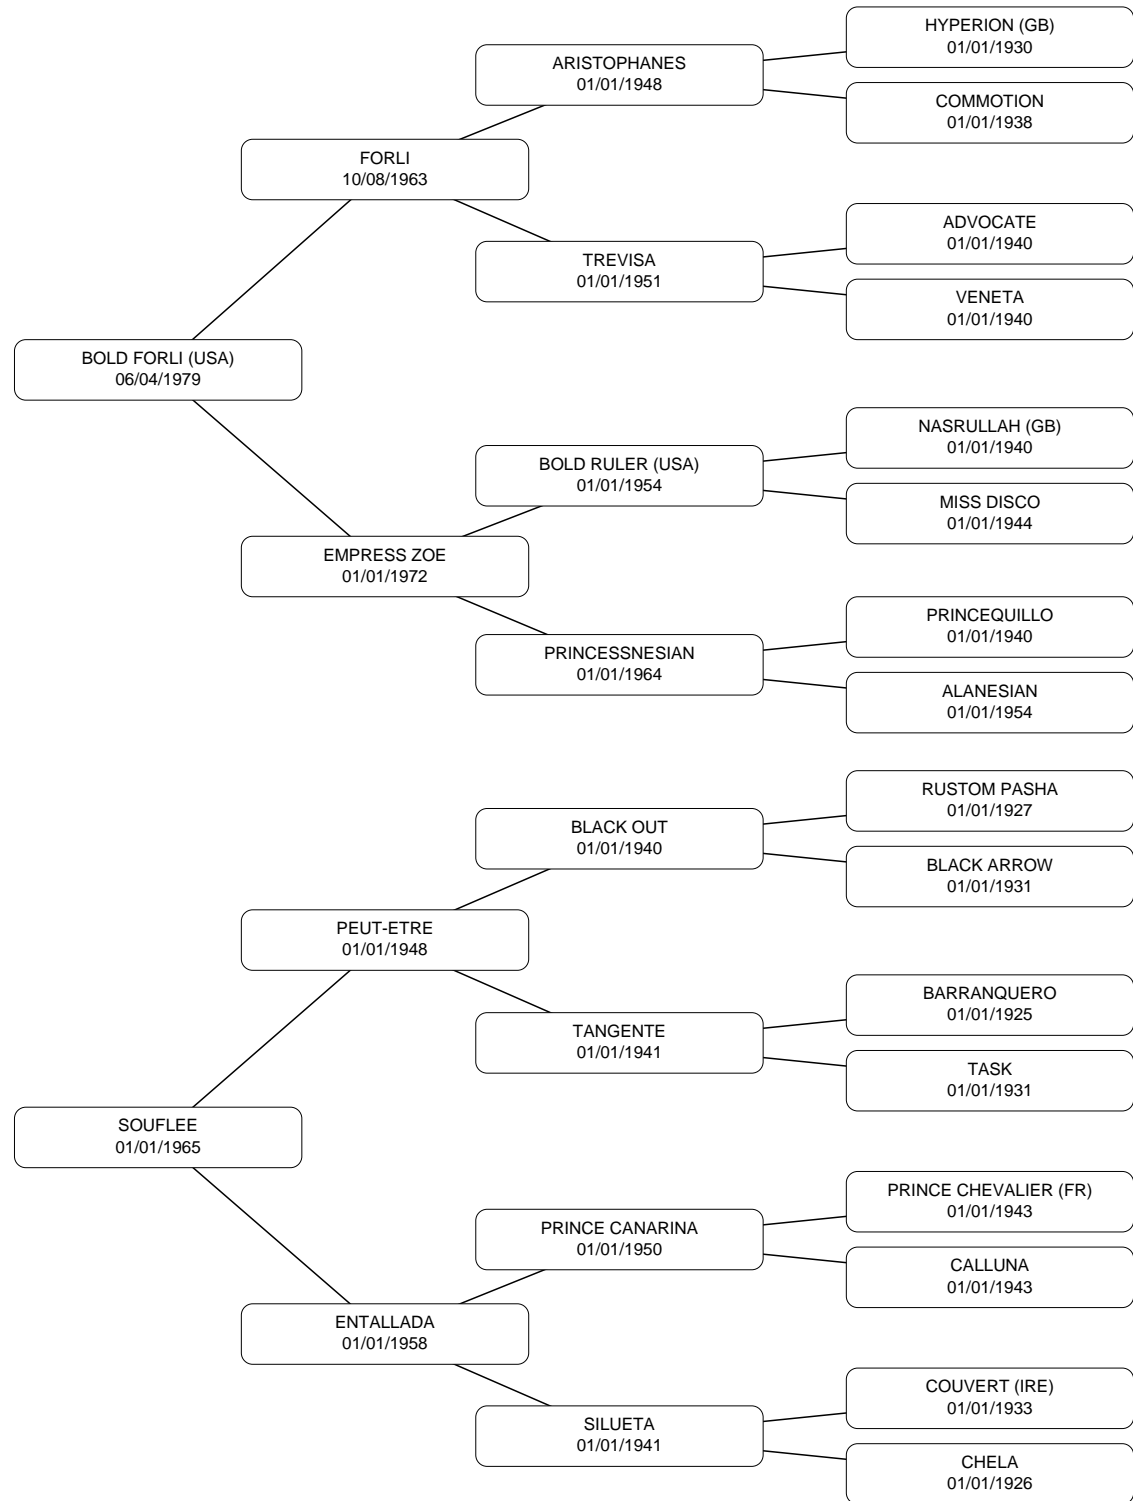 HYPERION (GB)
01/01/1930
ARISTOPHANES
01/01/1948
COMMOTION
01/01/1938
FORLI
10/08/1963
ADVOCATE
01/01/1940
TREVISA
01/01/1951
VENETA
01/01/1940
BOLD FORLI (USA)
06/04/1979
NASRULLAH (GB)
01/01/1940
BOLD RULER (USA)
01/01/1954
MISS DISCO
01/01/1944
EMPRESS ZOE
01/01/1972
PRINCEQUILLO
01/01/1940
PRINCESSNESIAN
01/01/1964
ALANESIAN
01/01/1954
RUSTOM PASHA
01/01/1927
BLACK OUT
01/01/1940
BLACK ARROW
01/01/1931
PEUT-ETRE
01/01/1948
BARRANQUERO
01/01/1925
TANGENTE
01/01/1941
TASK
01/01/1931
SOUFLEE
01/01/1965
PRINCE CHEVALIER (FR)
01/01/1943
PRINCE CANARINA
01/01/1950
CALLUNA
01/01/1943
ENTALLADA
01/01/1958
COUVERT (IRE)
01/01/1933
SILUETA
01/01/1941
CHELA
01/01/1926